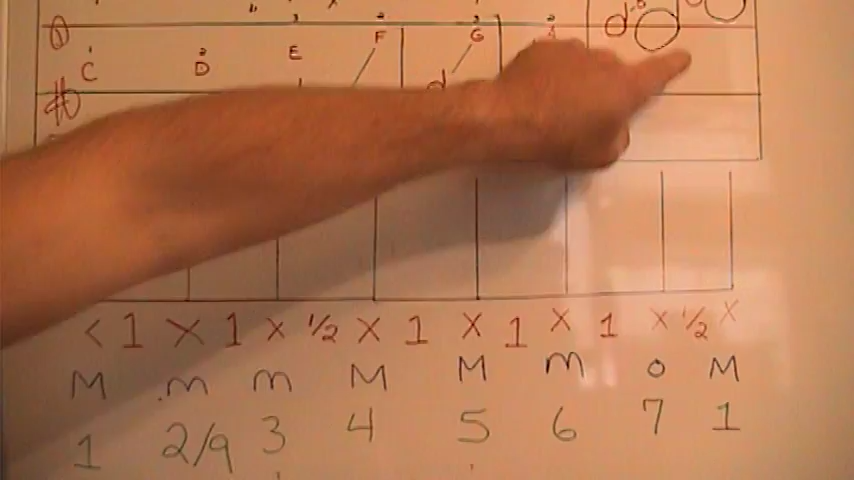 F G A
C D E
d
< 1 X 1 X ½ X 1 X 1 X 1 X ½ X
M m m M M m o M
1 2/9 3 4 5 6 7 1